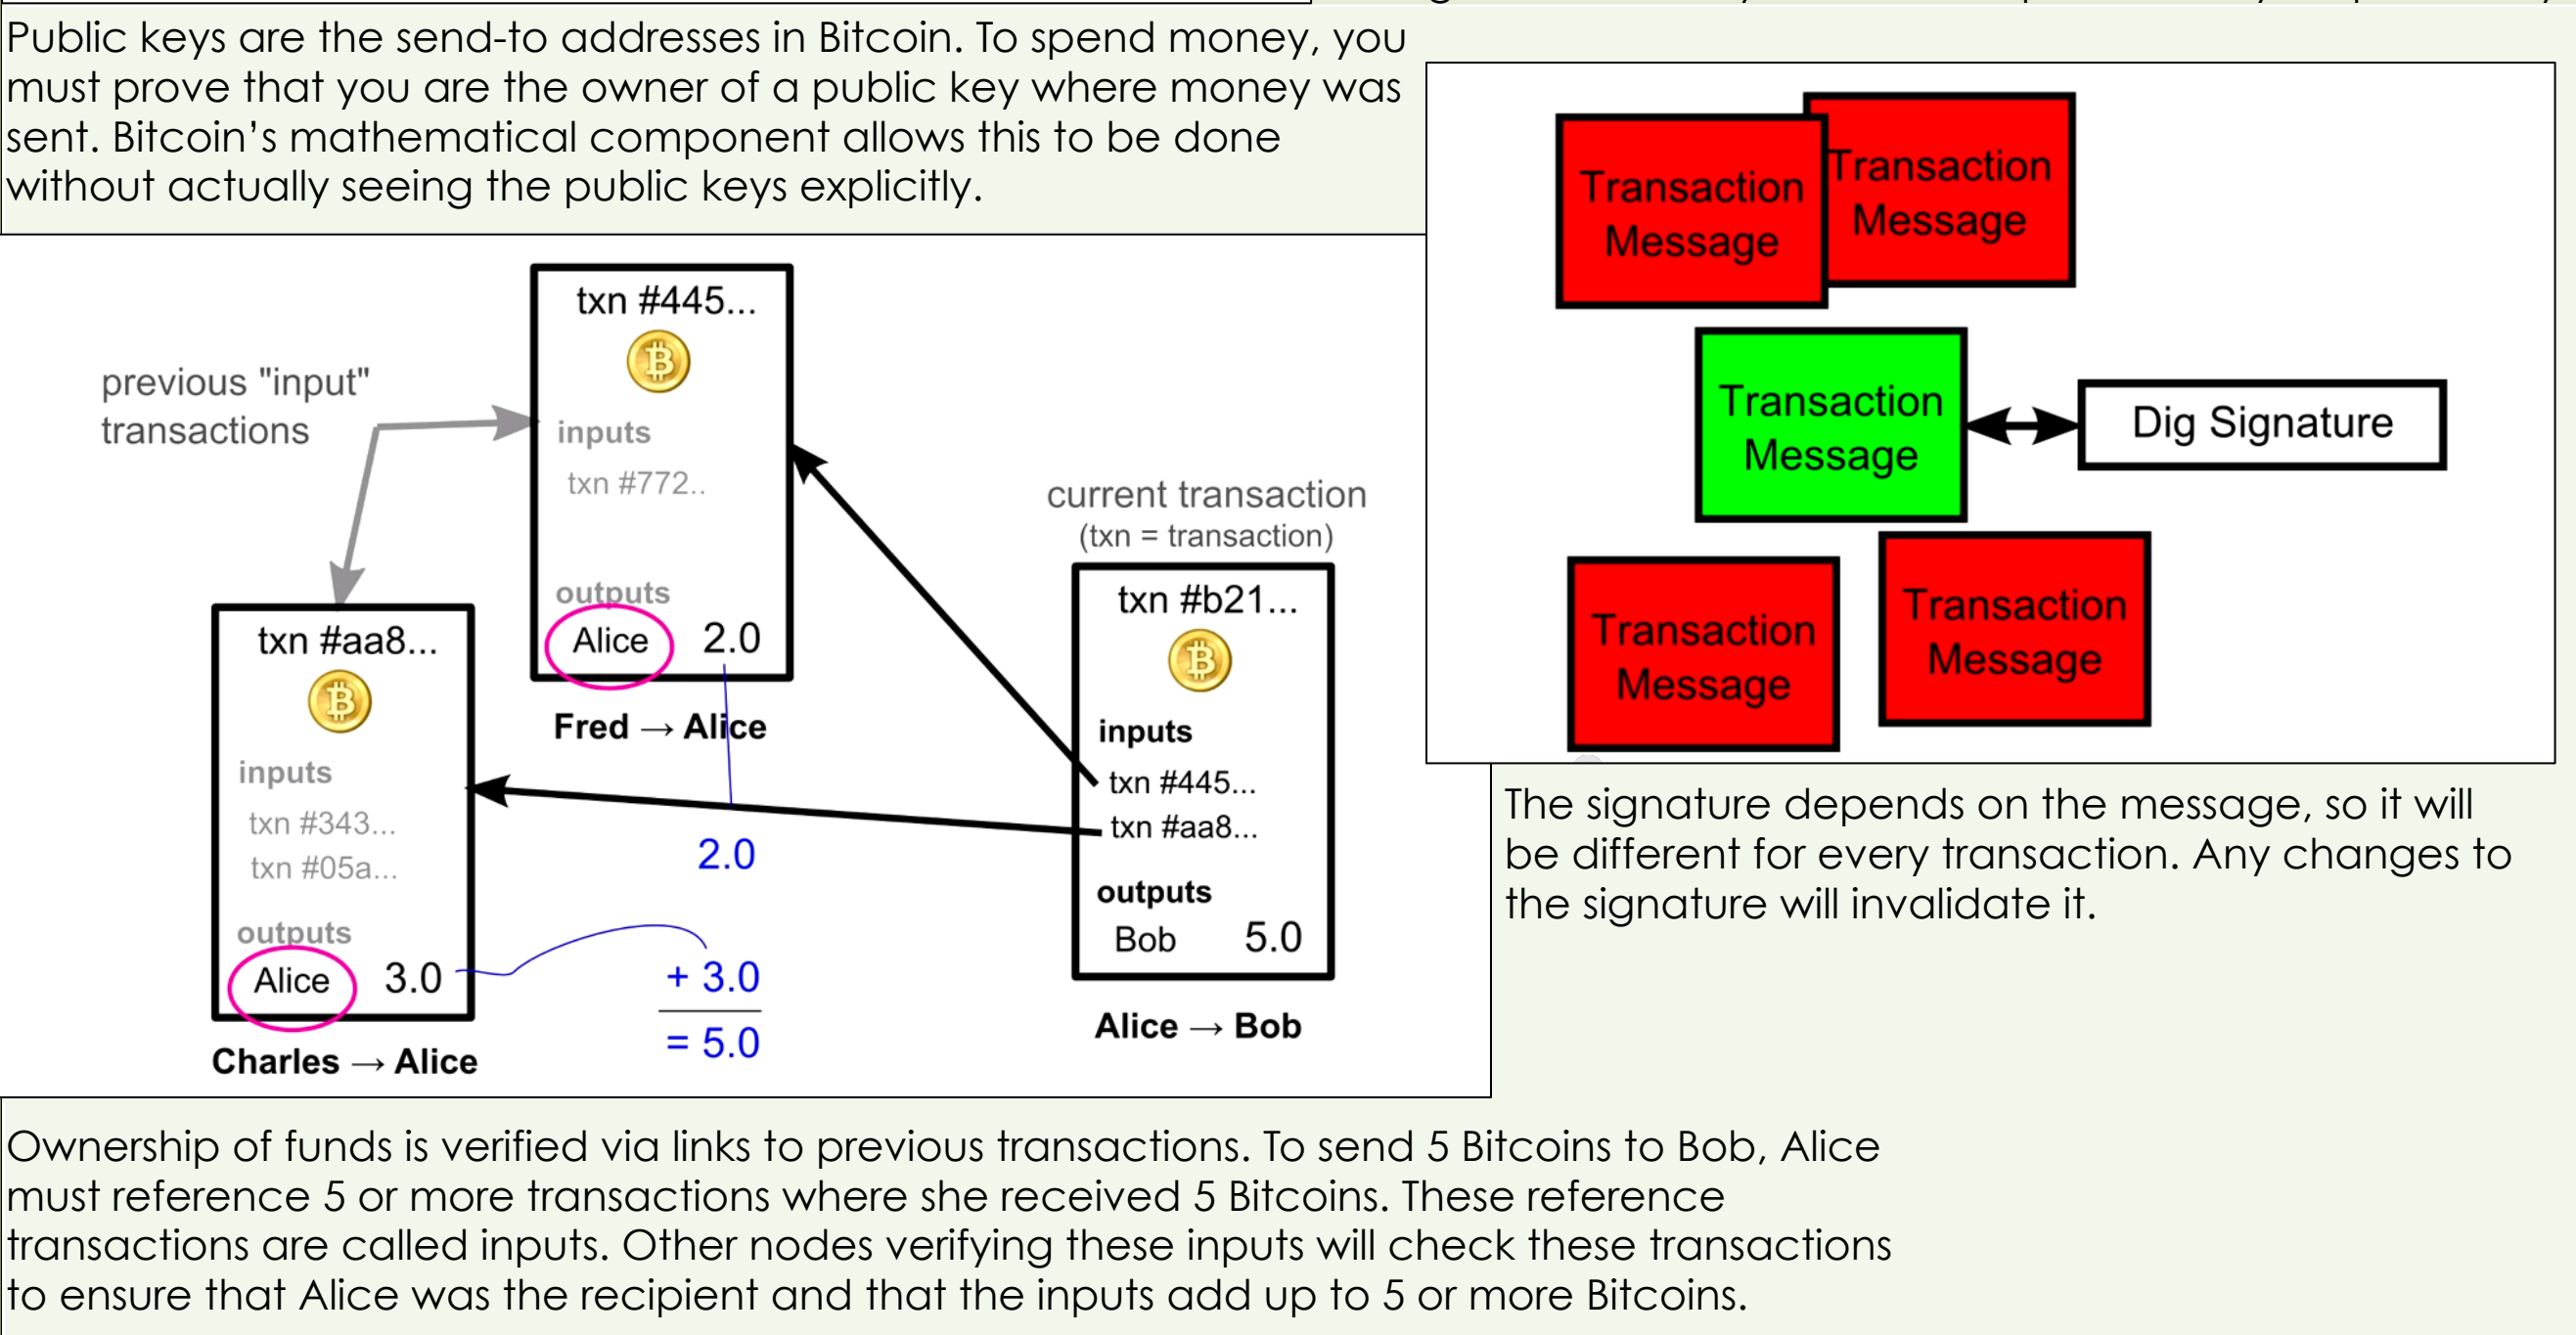 Public keys are the send-to addresses in Bitcoin. To spend money, you
must prove that you are the owner of a public key where money was
sent. Bitcoin’s mathematical component allows this to be done
without actually seeing the public keys explicitly.
previous "input"
transactions
txn #445...
inputs
txn #772..
outputs
Alice 2.0
Fred → Alice
txn #aa8...
inputs
txn #343...
txn #05a...
outputs
Alice 3.0
Charles → Alice
2.0
+ 3.0
= 5.0
current transaction
(txn = transaction)
txn #b21...
inputs
txn #445...
txn #aa8...
outputs
Bob 5.0
Alice → Bob
Transaction
Message
Transaction
Message
Transaction
Message
Dig Signature
Transaction
Message
Transaction
Message
The signature depends on the message, so it will
be different for every transaction. Any changes to
the signature will invalidate it.
Ownership of funds is verified via links to previous transactions. To send 5 Bitcoins to Bob, Alice
must reference 5 or more transactions where she received 5 Bitcoins. These reference
transactions are called inputs. Other nodes verifying these inputs will check these transactions
to ensure that Alice was the recipient and that the inputs add up to 5 or more Bitcoins.